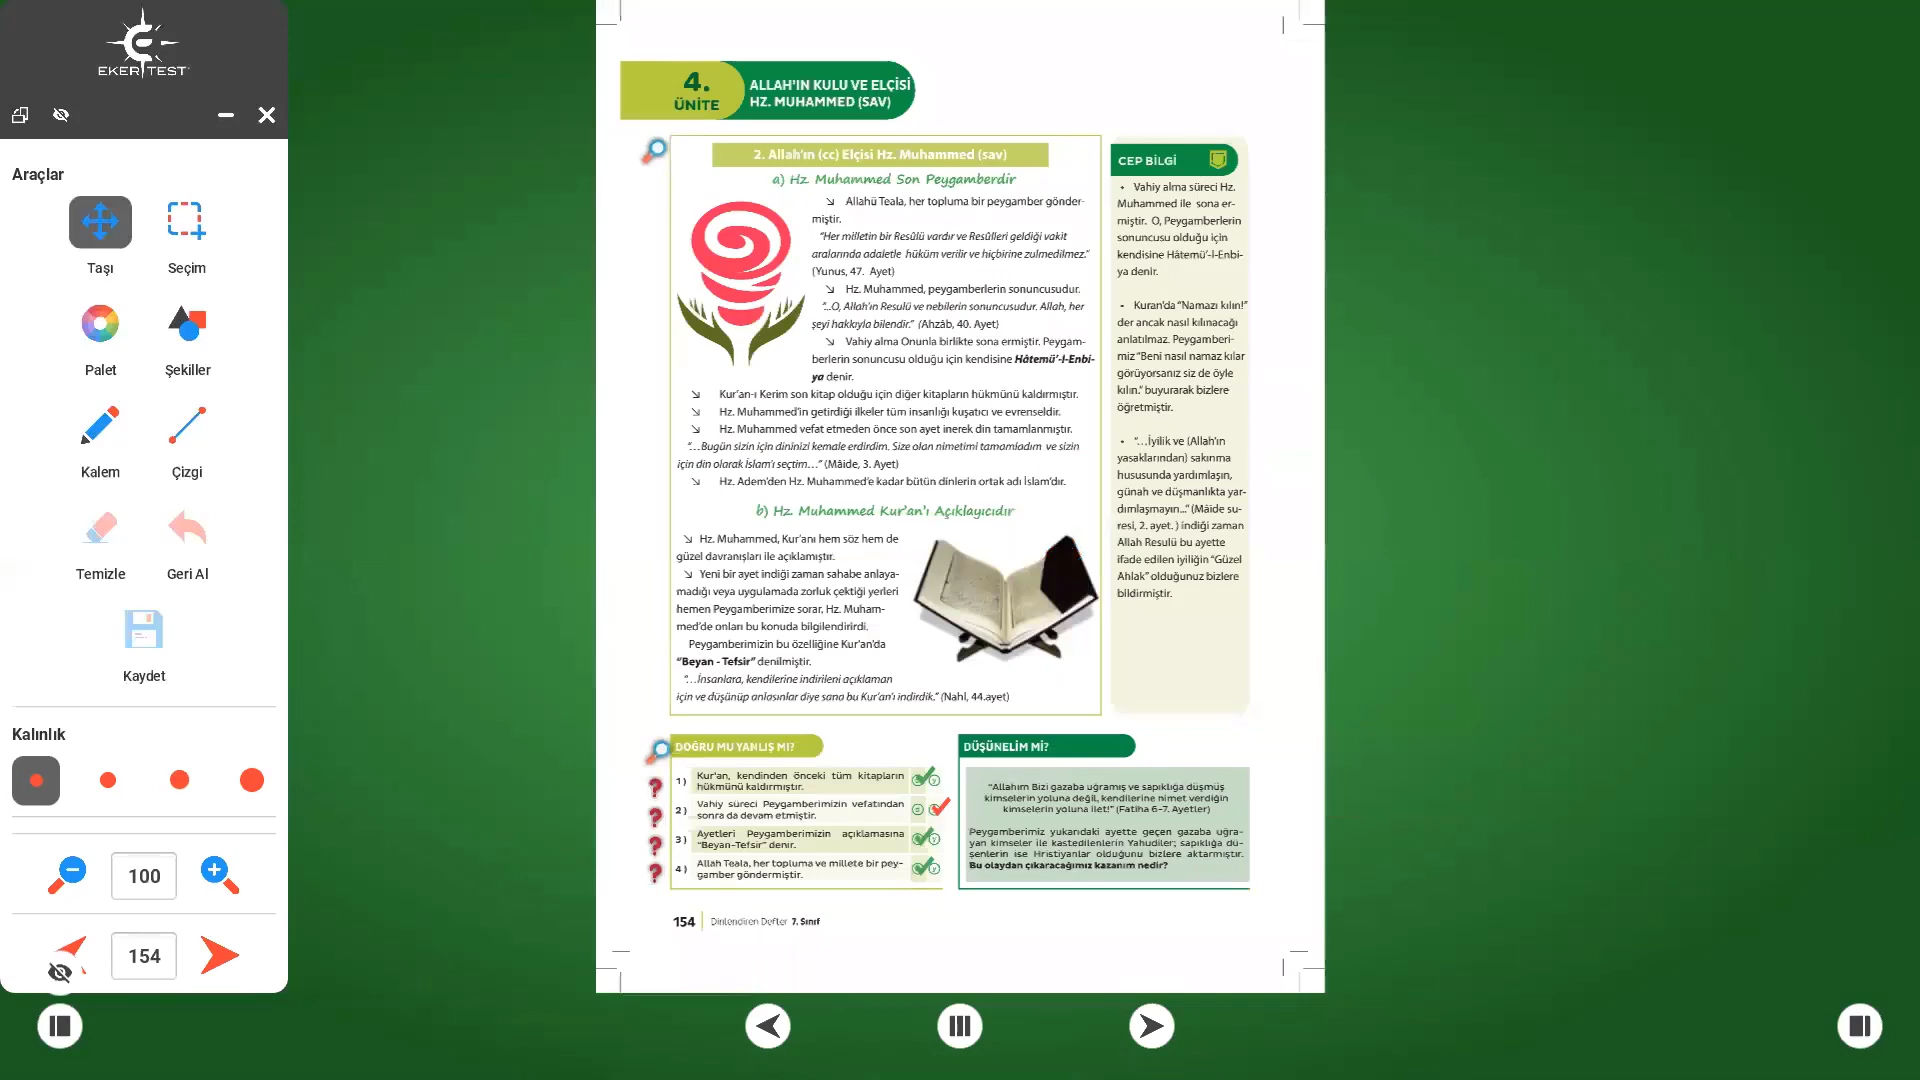 EKER TEST
Araçlar
Taşı
Seçim
Palet
Şekiller
Kalem
Çizgi
Temizle
Geri Al
Kaydet
Kalınlık
100
154
4.
ÜNİTE
ALLAH'IN KULU VE ELÇİSİ
HZ. MUHAMMED (SAV)
2. Allah'ın (cc) Elçisi Hz. Muhammed (sav)
a) Hz. Muhammed Son Peygamberdir
↘ Allahü Teala, her topluma bir peygamber gönder-
miştir.
"Her milletin bir Resûlü vardır ve Resûlleri geldiği vakit
aralarında adaletle hüküm verilir ve hiçbirine zulmedilmez."
(Yunus, 47. Ayet)
↘ Hz. Muhammed, peygamberlerin sonuncusudur.
"...O, Allah'ın Resulü ve nebilerin sonuncusudur. Allah, her
şeyi hakkıyla bilendir." (Ahzâb, 40. Ayet)
↘ Vahiy alma Onunla birlikte sona ermiştir. Peygam-
berlerin sonuncusu olduğu için kendisine Hâtemü'-l-Enbi-
ya denir.
↘ Kur'an-ı Kerim son kitap olduğu için diğer kitapların hükmünü kaldırmıştır.
↘ Hz. Muhammed'in getirdiği ilkeler tüm insanlığı kuşatıcı ve evrenseldir.
↘ Hz. Muhammed vefat etmeden önce son ayet inerek din tamamlanmıştır.
"...Bugün sizin için dininizi kemale erdirdim. Size olan nimetimi tamamladım ve sizin
için din olarak İslam'ı seçtim..." (Mâide, 3. Ayet)
↘ Hz. Adem'den Hz. Muhammed'e kadar bütün dinlerin ortak adı İslam'dır.
b) Hz. Muhammed Kur'an'ı Açıklayıcıdır
↘ Hz. Muhammed, Kur'anı hem söz hem de
güzel davranışları ile açıklamıştır.
↘ Yeni bir ayet indiği zaman sahabe anlaya-
madığı veya uygulamada zorluk çektiği yerleri
hemen Peygamberimize sorar, Hz. Muham-
med'de onları bu konuda bilgilendirirdi.
Peygamberimizin bu özelliğine Kur'an'da
"Beyan - Tefsir" denilmiştir.
"...İnsanlara, kendilerine indirileni açıklaman
için ve düşünüp anlasınlar diye sana bu Kur'an'ı indirdik." (Nahl, 44.ayet)
CEP BİLGİ
• Vahiy alma süreci Hz.
Muhammed ile sona er-
miştir. O, Peygamberlerin
sonuncusu olduğu için
kendisine Hâtemü'-l-Enbi-
ya denir.
• Kuran'da "Namazı kılın!"
der ancak nasıl kılınacağı
anlatılmaz. Peygamberi-
miz "Beni nasıl namaz kılar
görüyorsanız siz de öyle
kılın." buyurarak bizlere
öğretmiştir.
• "...İyilik ve (Allah'ın
yasaklarından) sakınma
hususunda yardımlaşın,
günah ve düşmanlıkta yar-
dımlaşmayın..." (Mâide su-
resi, 2. ayet. ) indiği zaman
Allah Resulü bu ayette
ifade edilen iyiliğin "Güzel
Ahlak" olduğunuz bizlere
bildirmiştir.
DOĞRU MU YANLIŞ MI?
1) Kur'an, kendinden önceki tüm kitapların
hükmünü kaldırmıştır.
2) Vahiy süreci Peygamberimizin vefatından
sonra da devam etmiştir.
3) Ayetleri Peygamberimizin açıklamasına
"Beyan-Tefsir" denir.
4) Allah Teala, her topluma ve millete bir pey-
gamber göndermiştir.
DÜŞÜNELİM Mİ?
"Allahım Bizi gazaba uğramış ve sapıklığa düşmüş
kimselerin yoluna değil, kendilerine nimet verdiğin
kimselerin yoluna ilet!" (Fatiha 6-7. Ayetler)
Peygamberimiz yukarıdaki ayette geçen gazaba uğra-
yan kimseler ile kastedilenlerin Yahudiler; sapıklığa dü-
şenlerin ise Hristiyanlar olduğunu bizlere aktarmıştır.
Bu olaydan çıkaracağımız kazanım nedir?
154 Dinlendiren Defter 7. Sınıf